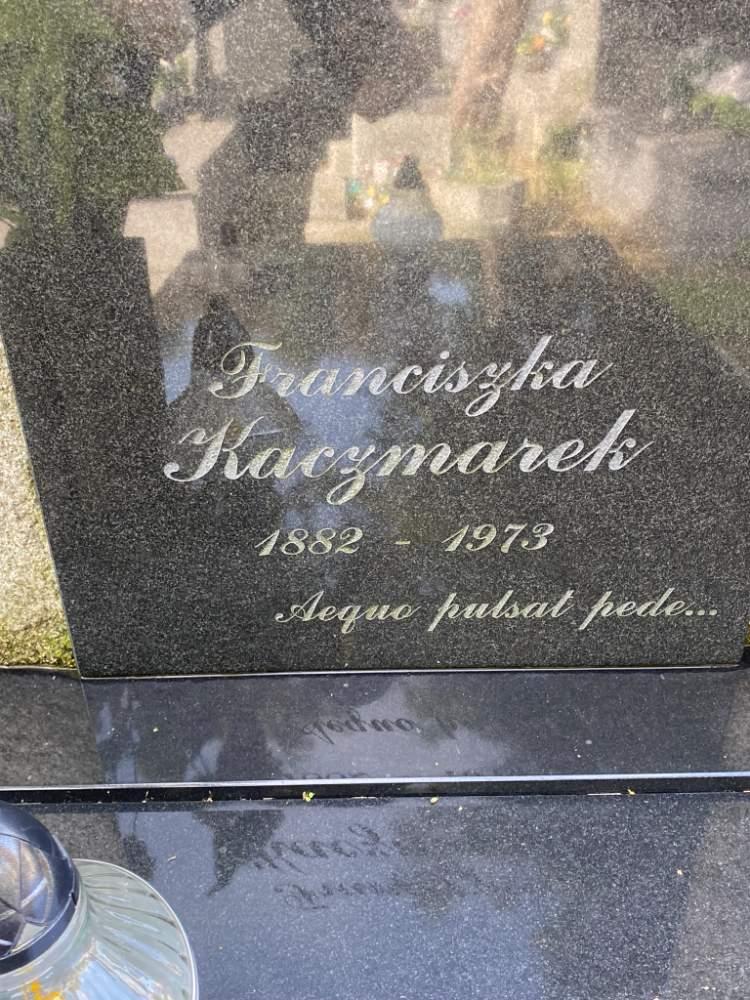 Franciszka
Kaczmarek
1882 - 1973
Aequo pulsat pede...